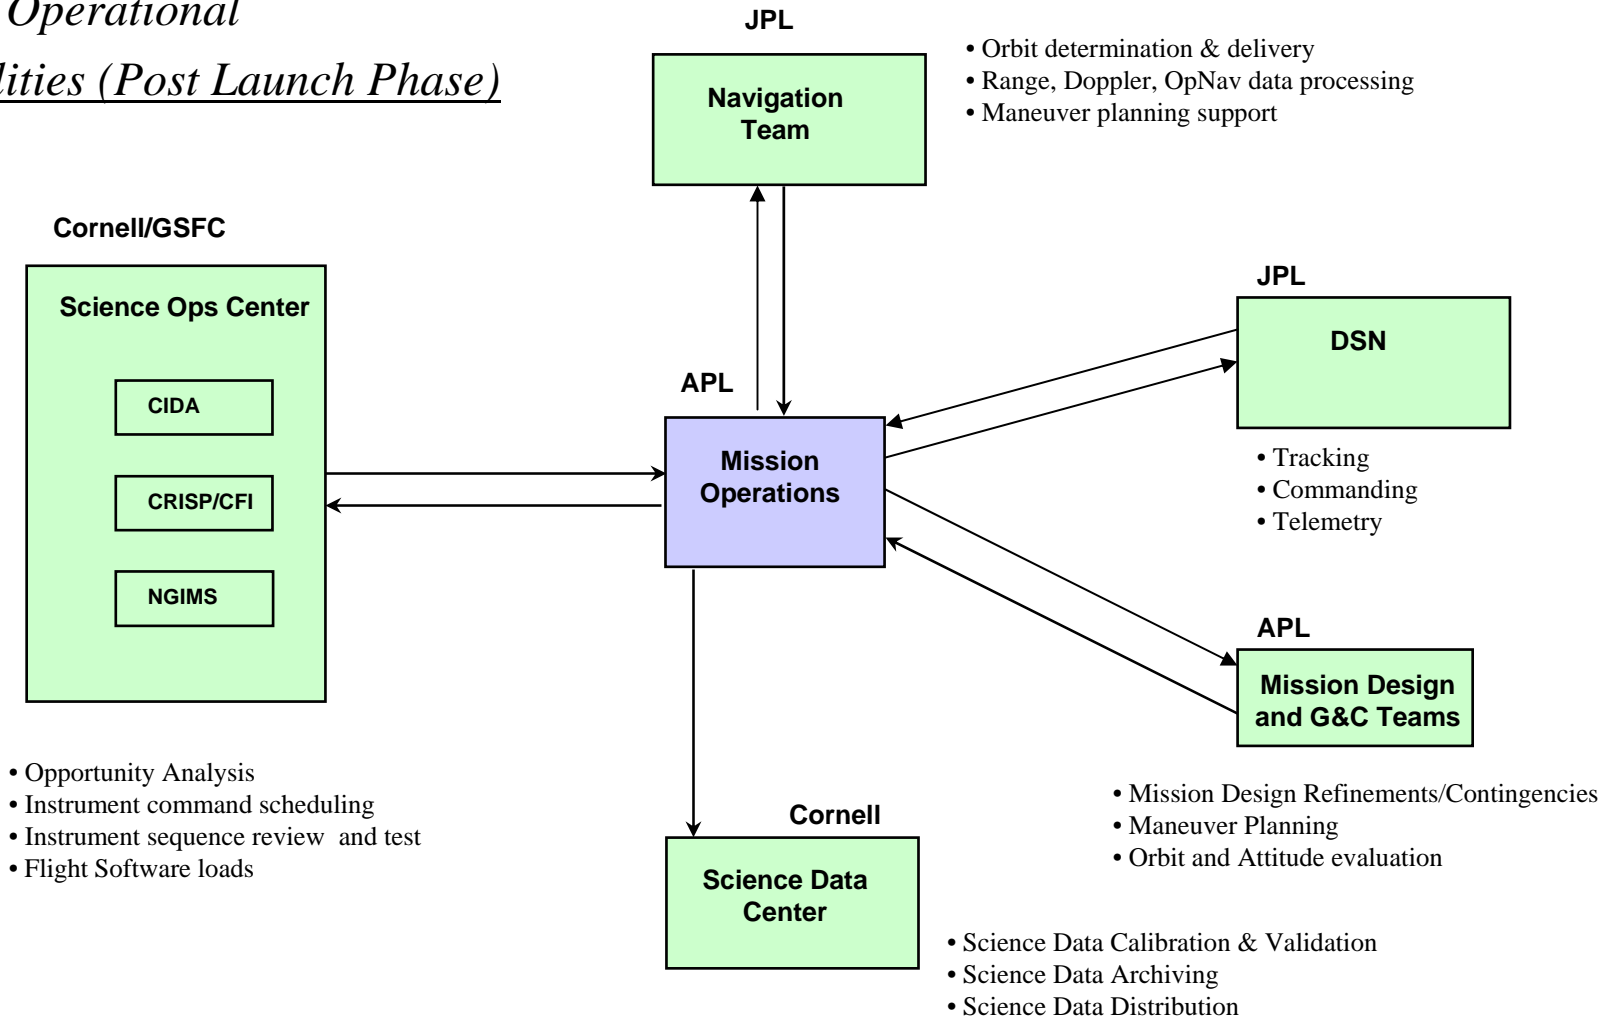 Operational
lities (Post Launch Phase)
JPL
Navigation
Team
• Orbit determination & delivery
• Range, Doppler, OpNav data processing
• Maneuver planning support
Cornell/GSFC
Science Ops Center
CIDA
CRISP/CFI
NGIMS
• Opportunity Analysis
• Instrument command scheduling
• Instrument sequence review and test
• Flight Software loads
APL
Mission
Operations
JPL
DSN
• Tracking
• Commanding
• Telemetry
APL
Mission Design
and G&C Teams
• Mission Design Refinements/Contingencies
• Maneuver Planning
• Orbit and Attitude evaluation
Cornell
Science Data
Center
• Science Data Calibration & Validation
• Science Data Archiving
• Science Data Distribution